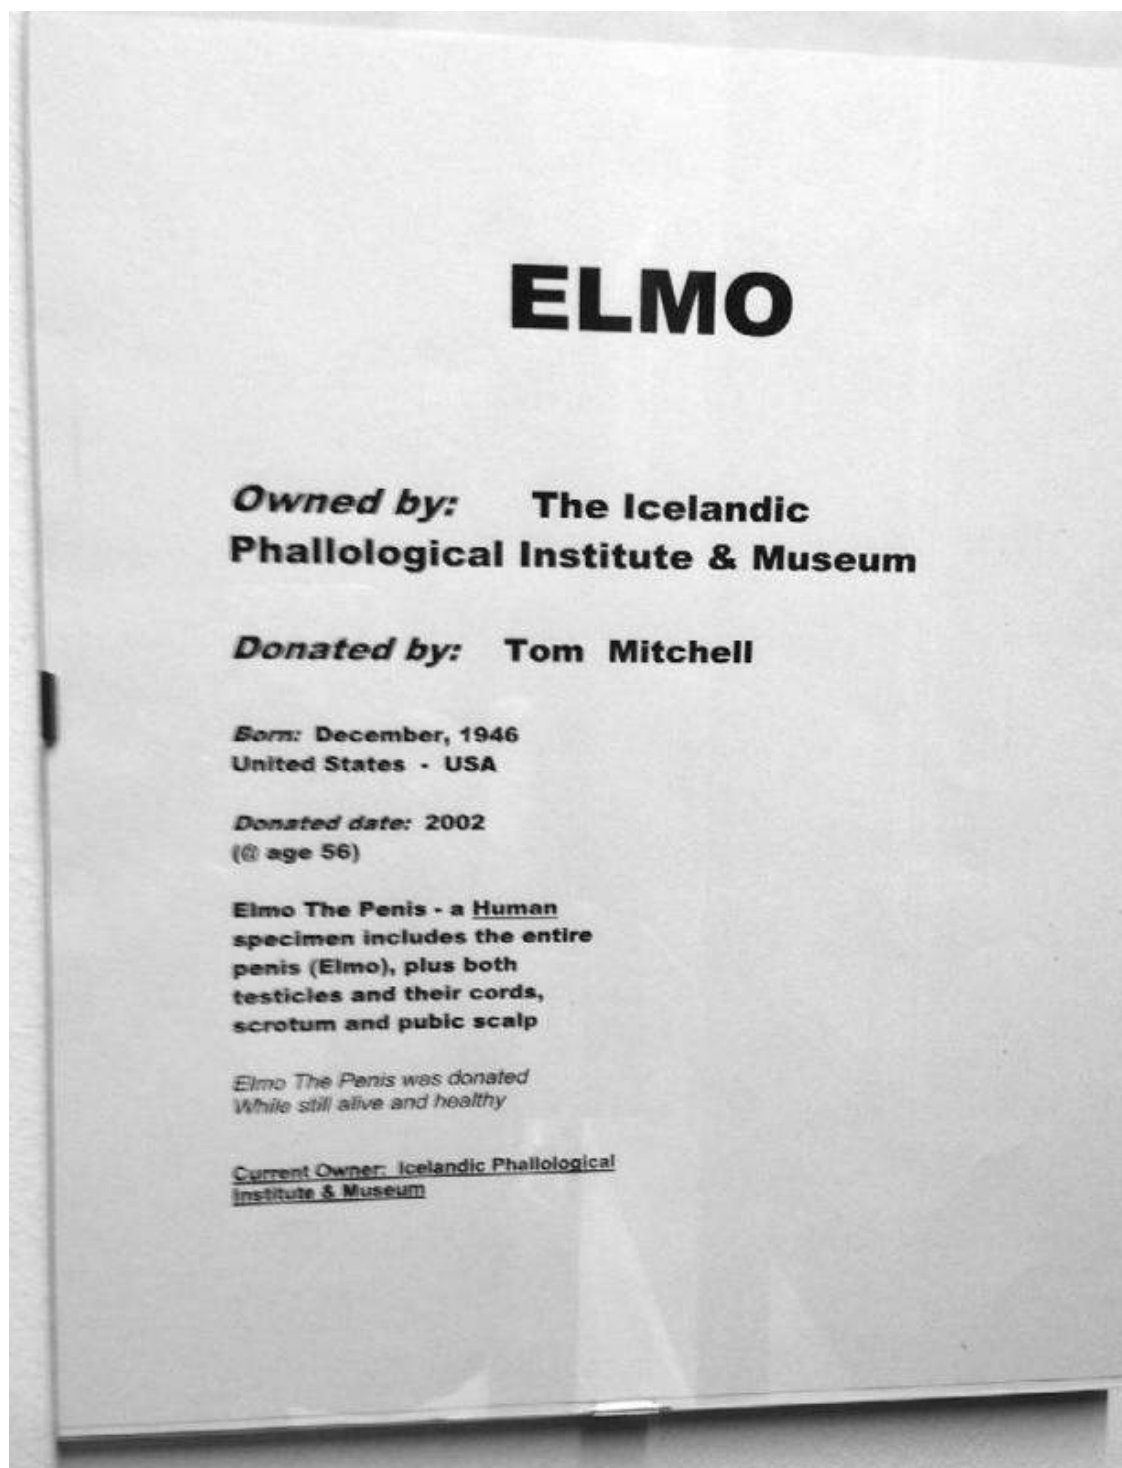 ELMO
Owned by: The Icelandic
Phallological Institute & Museum
Donated by: Tom Mitchell
Born: December, 1946
United States - USA
Donated date: 2002
(@ age 56)
Elmo The Penis - a Human
specimen includes the entire
penis (Elmo), plus both
testicles and their cords,
scrotum and pubic scalp
Elmo The Penis was donated
While still alive and healthy
Current Owner: Icelandic Phallological
Institute & Museum